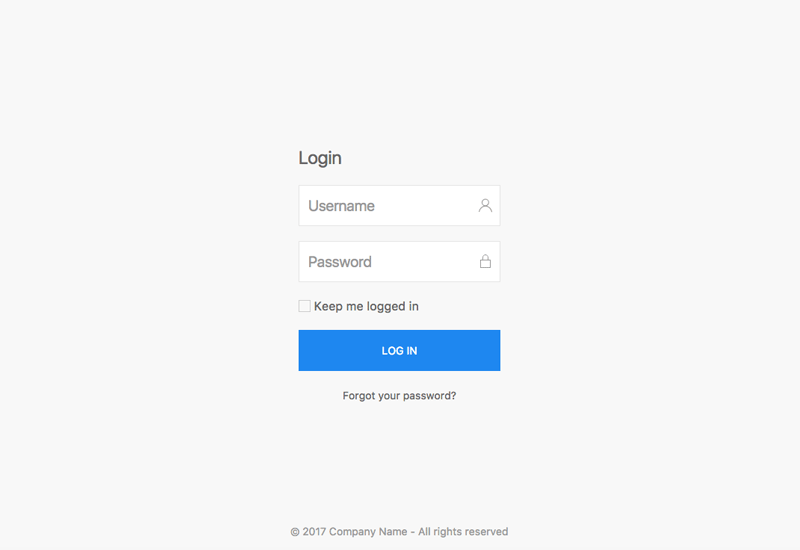 Login
Username
Password
Keep me logged in
LOG IN
Forgot your password?
© 2017 Company Name - All rights reserved